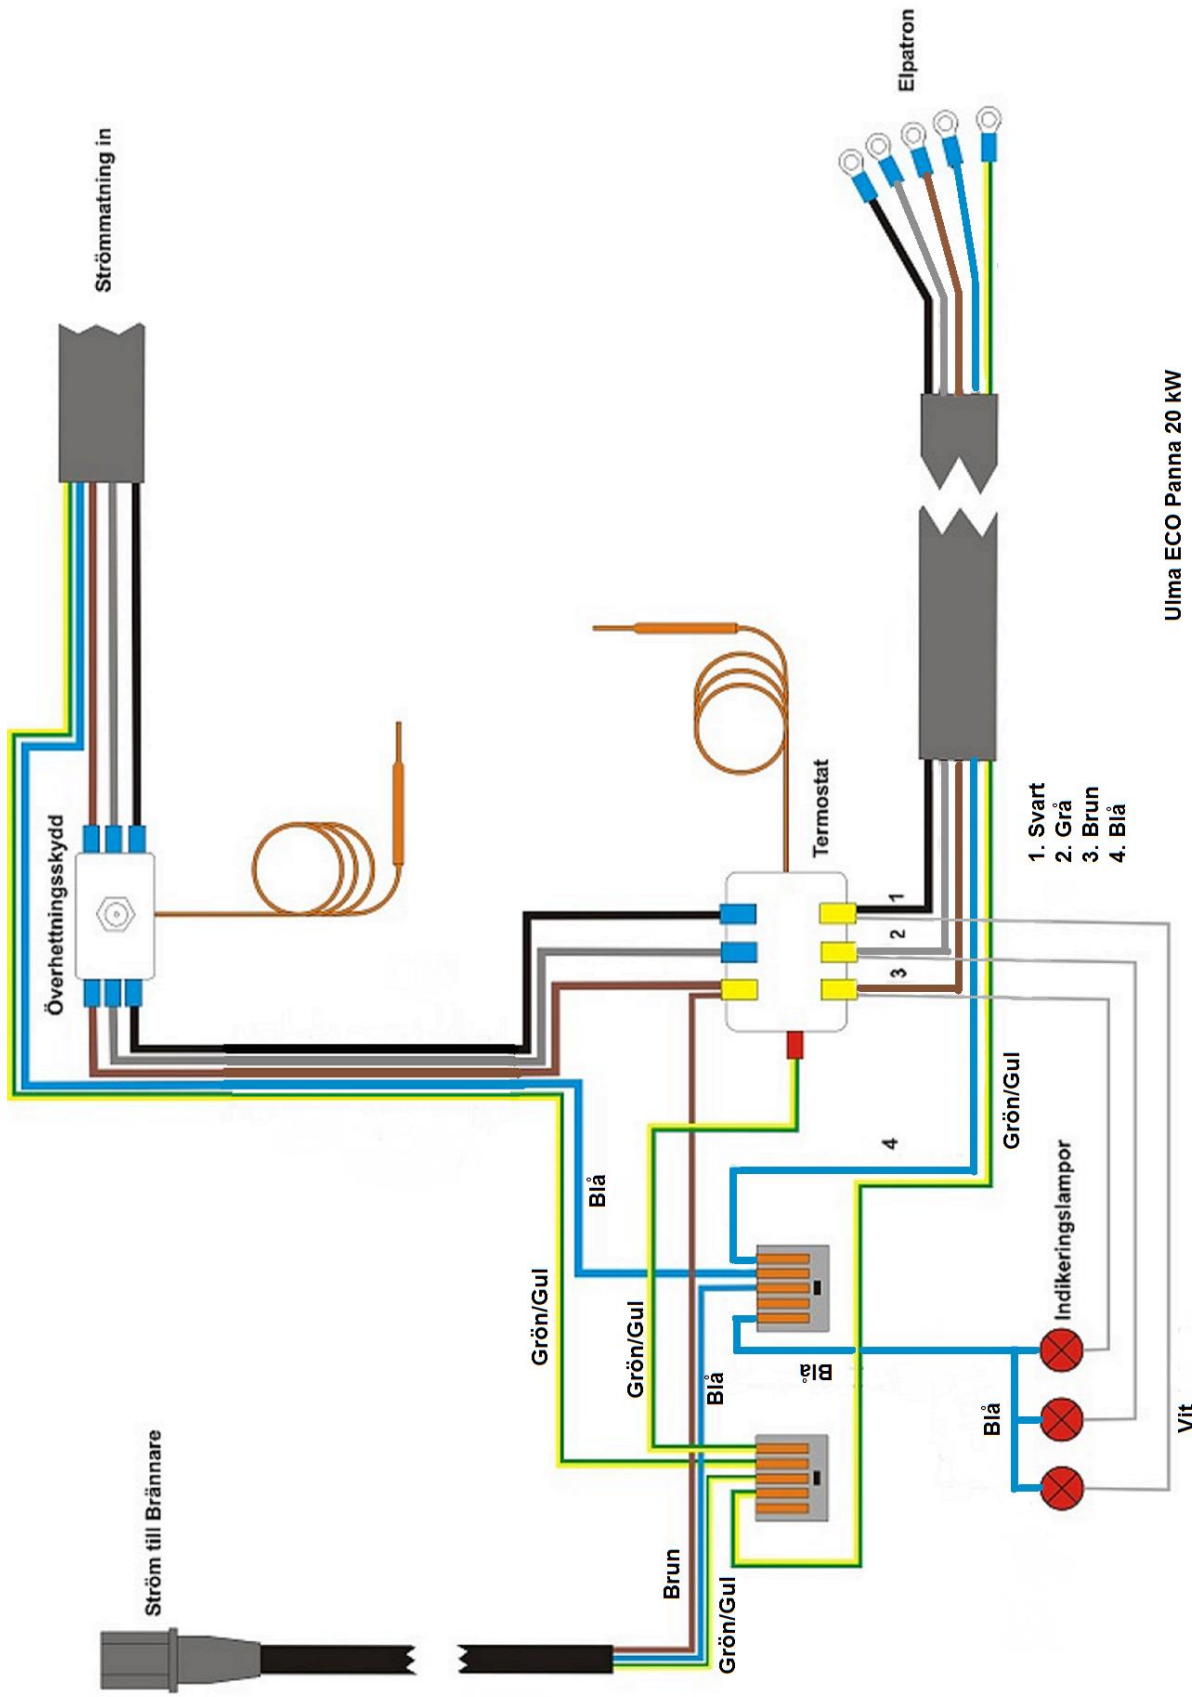 Elpatron
Strömmatning in
Ulma ECO Panna 20 kW
Överhettningsskydd
Termostat
1. Svart
2. Grå
3. Brun
4. Blå
1
2
3
4
Grön/Gul
Blå
Grön/Gul
Grön/Gul
Blå
Blå
Indikeringslampor
Blå
Vit
Ström till Brännare
Brun
Grön/Gul